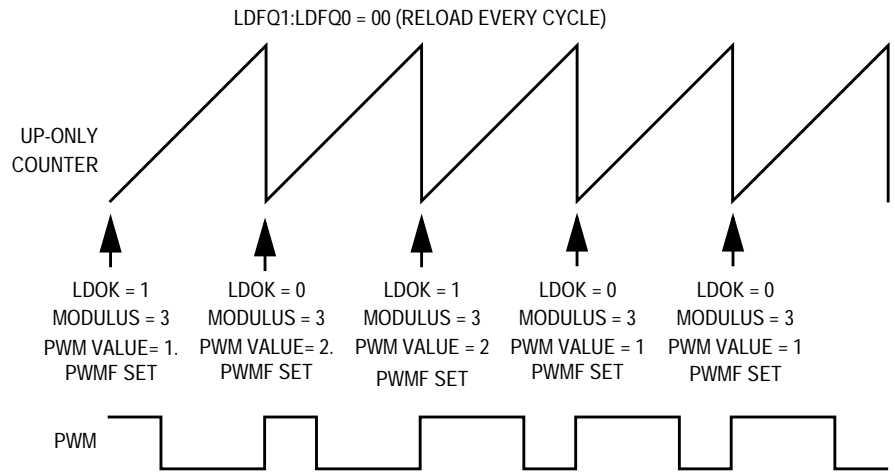 LDFQ1:LDFQ0 = 00 (RELOAD EVERY CYCLE)
UP-ONLY
COUNTER
LDOK = 1
MODULUS = 3
PWM VALUE= 1.
PWMF SET
LDOK = 0
MODULUS = 3
PWM VALUE= 2.
PWMF SET
LDOK = 1
MODULUS = 3
PWM VALUE = 2
PWMF SET
LDOK = 0
MODULUS = 3
PWM VALUE = 1
PWMF SET
LDOK = 0
MODULUS = 3
PWM VALUE = 1
PWMF SET
PWM